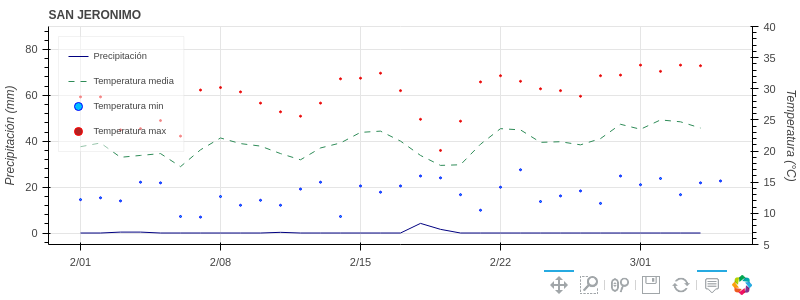 SAN JERONIMO
Precipitación (mm)
80
60
40
20
0
Precipitación
Temperatura media
Temperatura min
Temperatura max
40
35
30
25
20
15
10
5
Temperatura (°C)
2/01
2/08
2/15
2/22
3/01